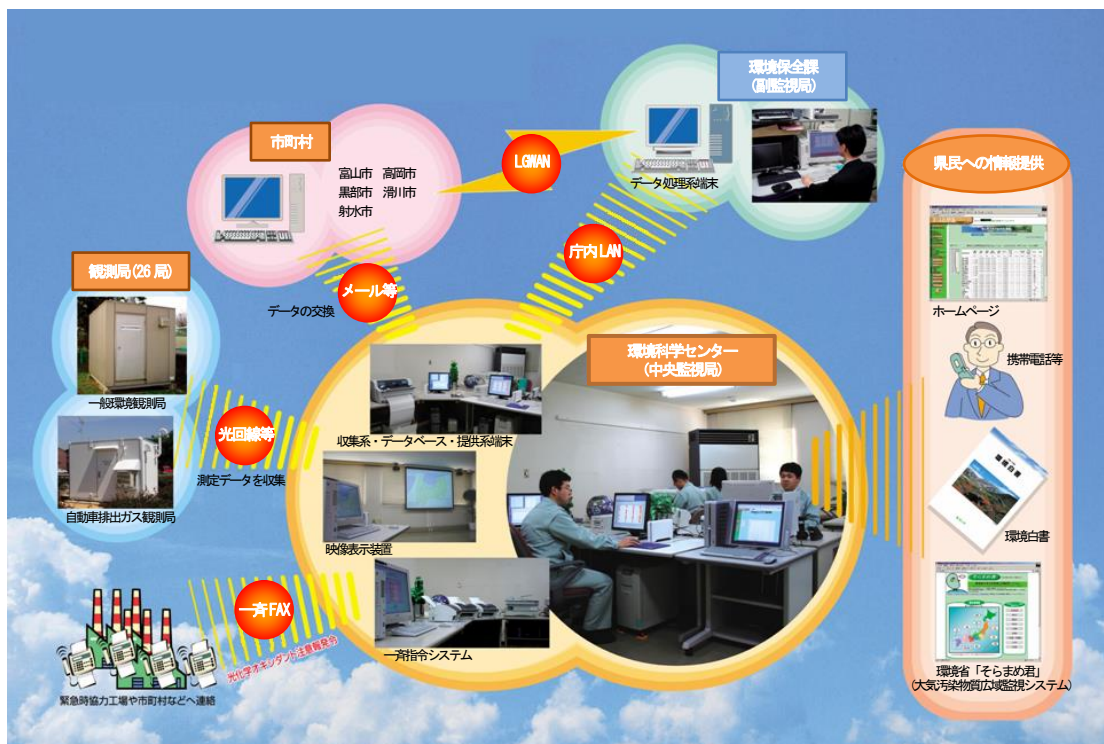 環境保全課
(副監視局)
データ処理系端末
市町村
富山市 高岡市
黒部市 滑川市
射水市
LGWAN
庁内LAN
メール等
データの交換
県民への情報提供
ホームページ
携帯電話等
環境白書
環境白書
環境省「そらまめ君」
(大気汚染物質広域監視システム)
観測局(26局)
一般環境観測局
自動車排出ガス観測局
光回線等
測定データを収集
環境科学センター
(中央監視局)
収集系・データベース・提供系端末
映像表示装置
一斉指令システム
一斉FAX
光化学オキシダント注意報発令
緊急時協力工場や市町村などへ連絡